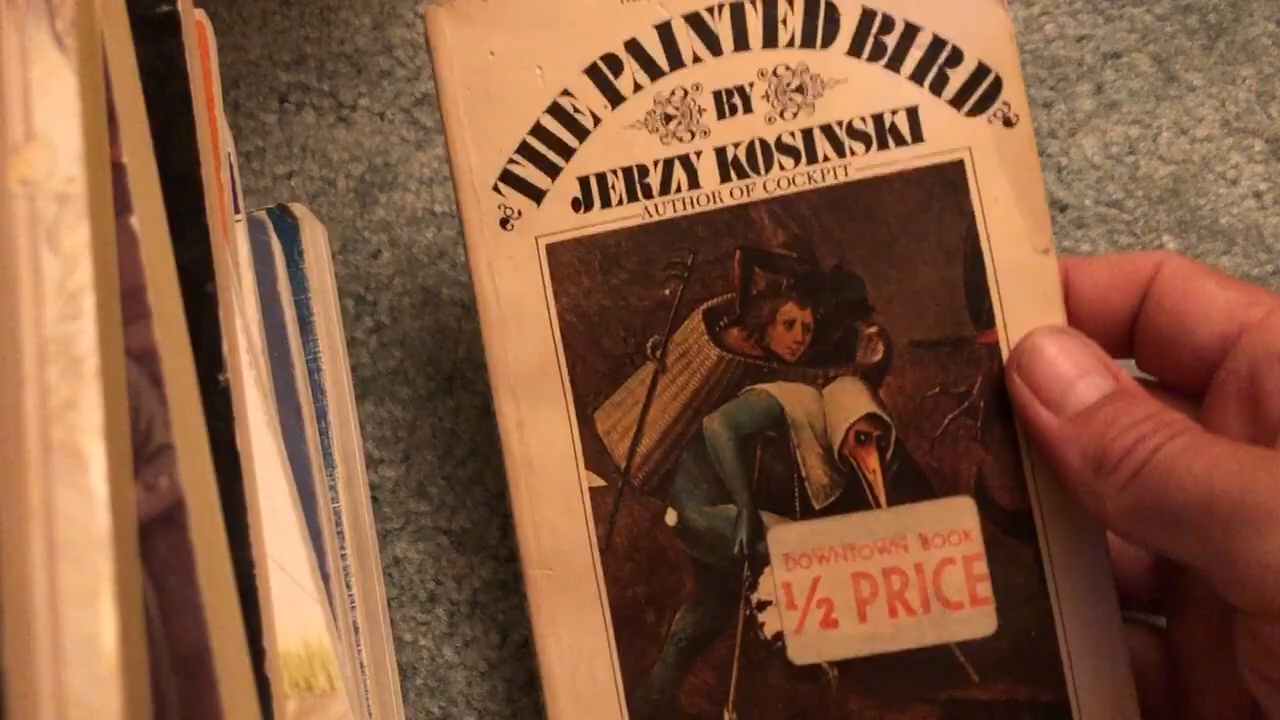 THE PAINTED BIRD
BY
JERZY KOSINSKI
AUTHOR OF COCKPIT
DOWNTOWN BOOK
1/2 PRICE